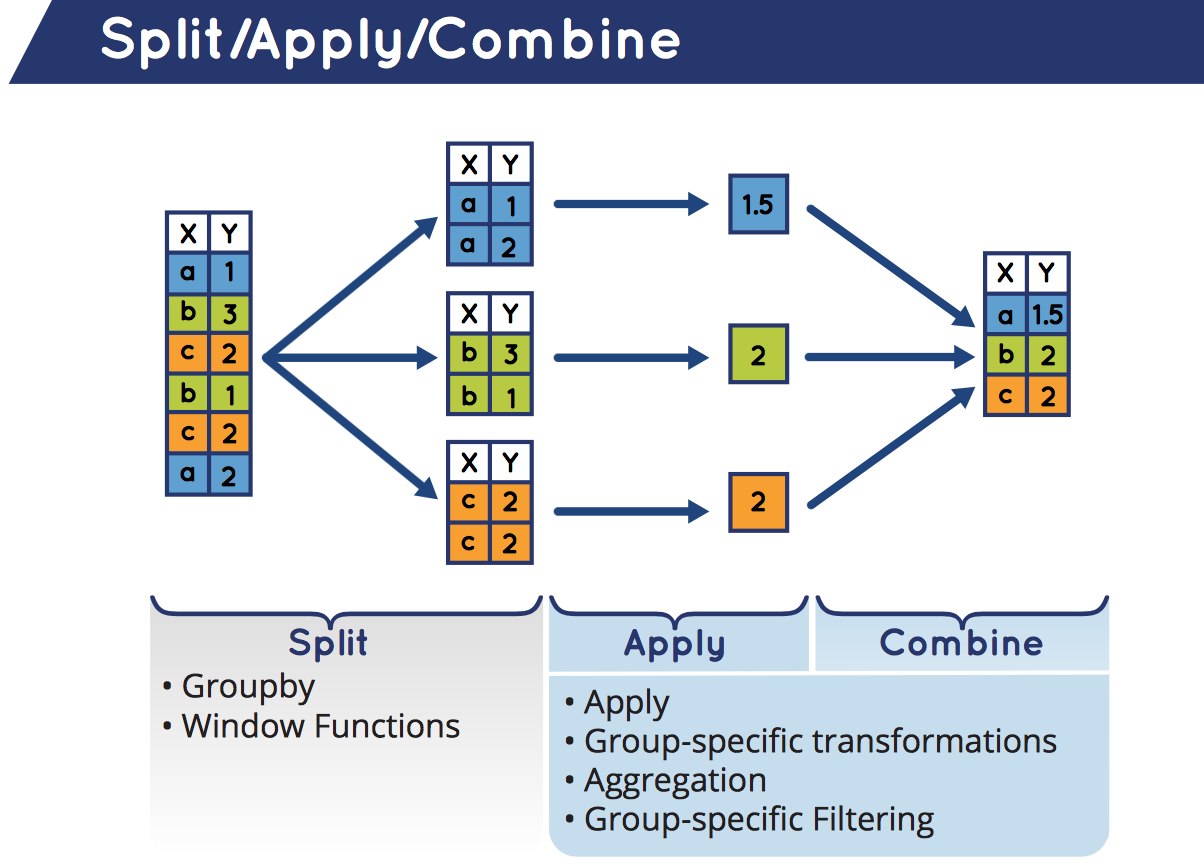 Split/Apply/Combine
X Y
a 1
b 3
c 2
b 1
c 2
a 2
X Y
a 1
a 2
X Y
b 3
b 1
X Y
c 2
c 2
1.5
2
2
X Y
a 1.5
b 2
c 2
Split
• Groupby
• Window Functions
Apply
Combine
• Apply
• Group-specific transformations
• Aggregation
• Group-specific Filtering